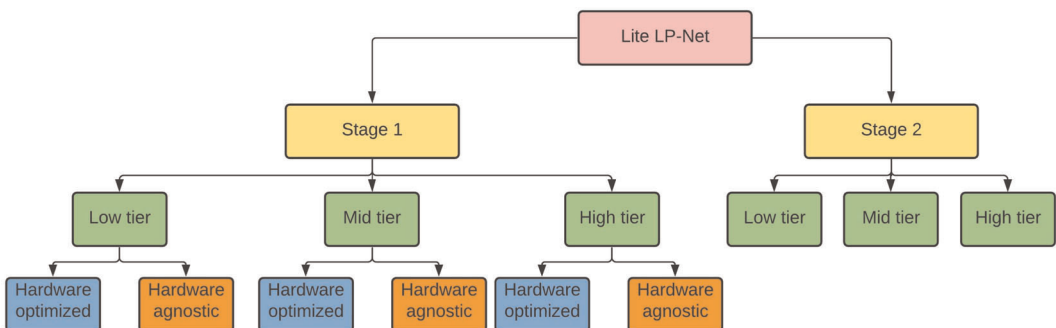 Lite LP-Net
Stage 1
Stage 2
Low tier
Mid tier
High tier
Low tier
Mid tier
High tier
Hardware
optimized
Hardware
agnostic
Hardware
optimized
Hardware
agnostic
Hardware
optimized
Hardware
agnostic